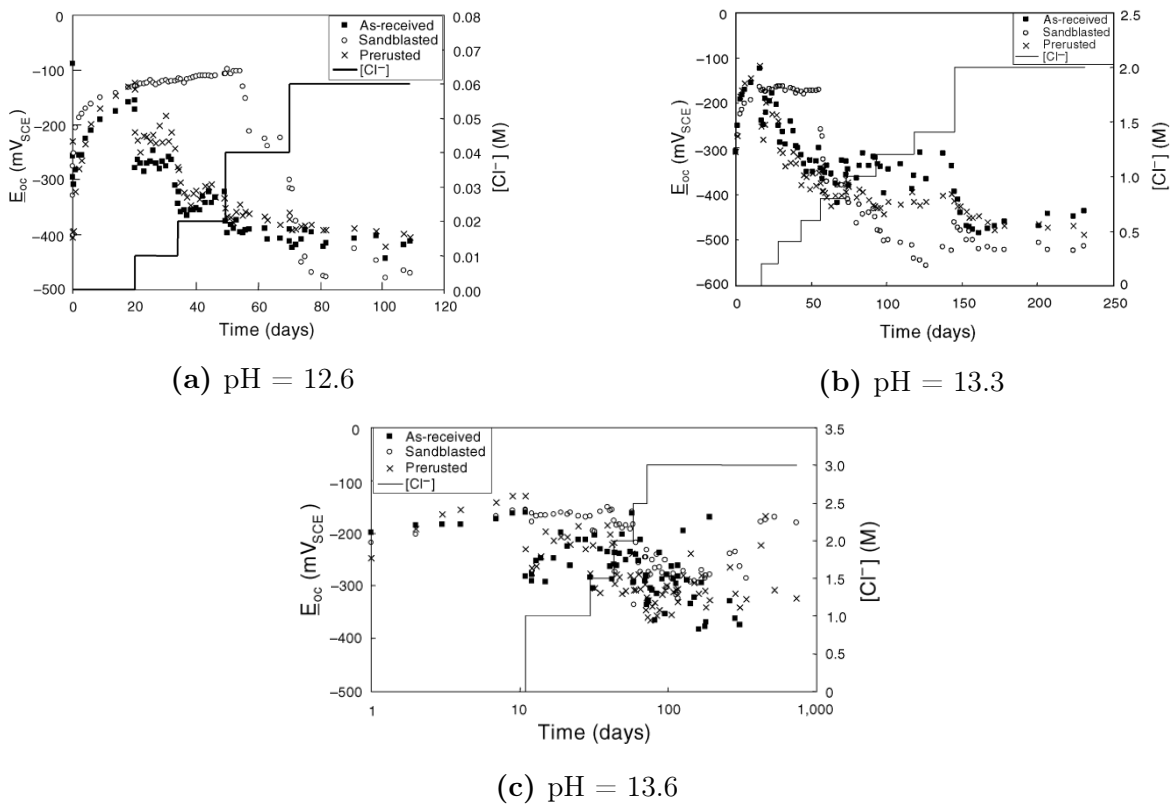 0
−100
−200
−300
−400
−500
E_oc (mV_SCE)
As-received
Sandblasted
Prerusted
[Cl⁻]
0.08
0.07
0.06
0.05
0.04
0.03
0.02
0.01
0.00
[Cl⁻] (M)
0 20 40 60 80 100 120
Time (days)
(a) pH = 12.6
0
−100
−200
−300
−400
−500
−600
E_oc (mV_SCE)
As-received
Sandblasted
Prerusted
[Cl⁻]
2.5
2.0
1.5
1.0
0.5
0
[Cl⁻] (M)
0 50 100 150 200 250
Time (days)
(b) pH = 13.3
0
−100
−200
−300
−400
−500
E_oc (mV_SCE)
As-received
Sandblasted
Prerusted
[Cl⁻]
3.5
3.0
2.5
2.0
1.5
1.0
0.5
0
[Cl⁻] (M)
1 10 100 1,000
Time (days)
(c) pH = 13.6